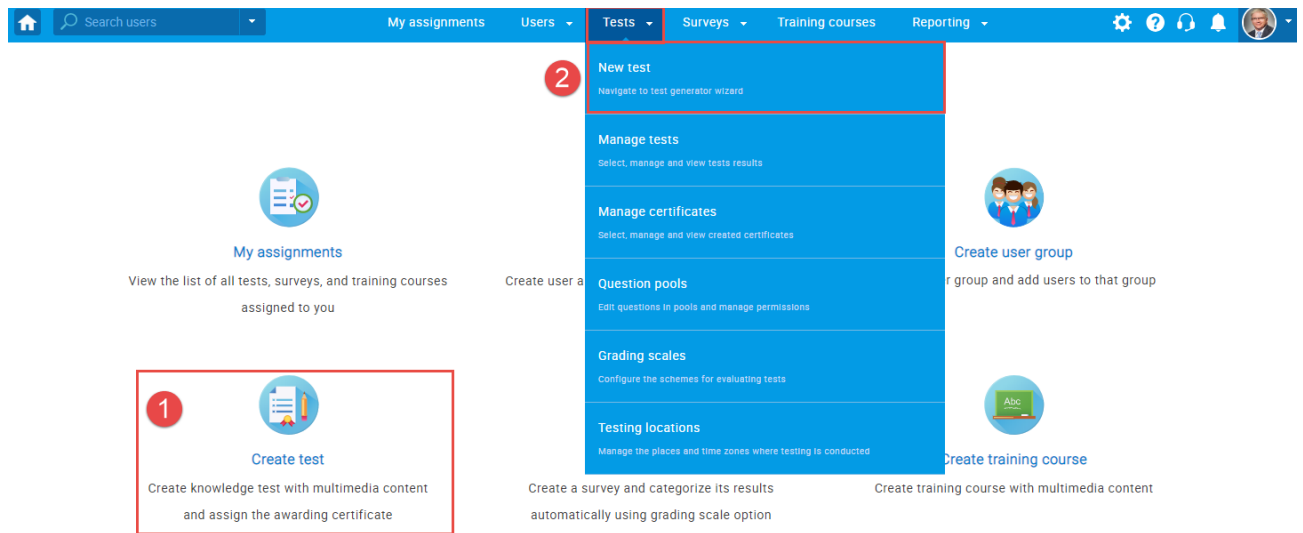 Search users
My assignments
Users
Tests
Surveys
Training courses
Reporting
2
New test
Navigate to test generator wizard
Manage tests
Select, manage and view tests results
Manage certificates
Select, manage and view created certificates
Question pools
Edit questions in pools and manage permissions
Grading scales
Configure the schemes for evaluating tests
Testing locations
Manage the places and time zones where testing is conducted
My assignments
View the list of all tests, surveys, and training courses
assigned to you
Create user a
Create user group
r group and add users to that group
1
Create test
Create knowledge test with multimedia content
and assign the awarding certificate
Create a survey and categorize its results
automatically using grading scale option
Abc
Create training course
Create training course with multimedia content